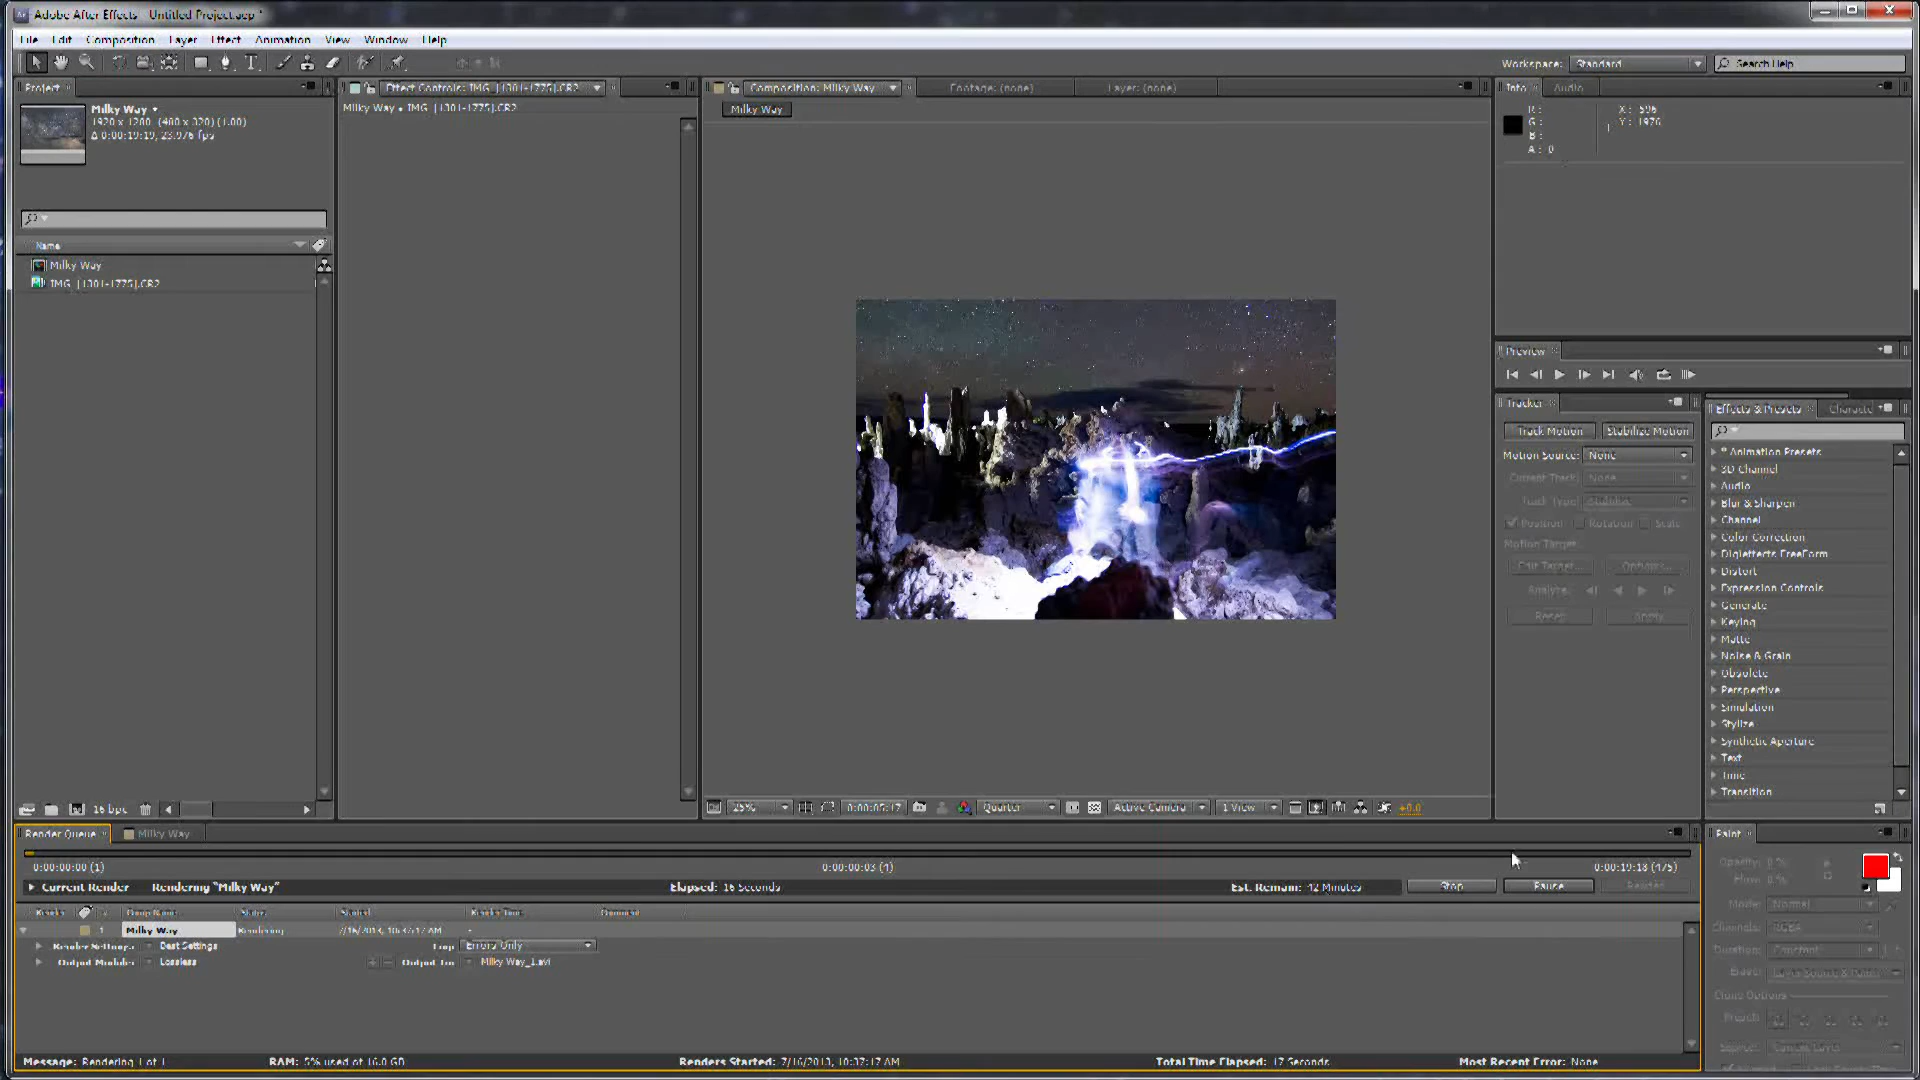 Adobe After Effects - Untitled Project.aep *
File Edit Composition Layer Effect Animation View Window Help
Workspace: Standard
Search Help
Project
Milky Way
1920 x 1280 (480 x 320) (1.00)
Δ 0:00:19:19, 23.976 fps
Name
Milky Way
IMG_[1301-1775].CR2
16 bpc
Effect Controls: IMG_[1301-1775].CR2
Milky Way • IMG_[1301-1775].CR2
Composition: Milky Way
Footage: (none)
Layer: (none)
Milky Way
25%
0:00:05:17
Quarter
Active Camera
1 View
+0.0
Info
Audio
R :
G :
B :
A : 0
X : 596
Y : 1976
Preview
Tracker
Track Motion
Stabilize Motion
Motion Source: None
Current Track: None
Track Type: Stabilize
Position
Rotation
Scale
Motion Target:
Edit Target...
Options...
Analyze:
Reset
Apply
Effects & Presets
* Animation Presets
3D Channel
Audio
Blur & Sharpen
Channel
Color Correction
Digieffects FreeForm
Distort
Expression Controls
Generate
Keying
Matte
Noise & Grain
Obsolete
Perspective
Simulation
Stylize
Synthetic Aperture
Text
Time
Transition
Render Queue
Milky Way
0:00:00:00 (1)
0:00:00:03 (4)
0:00:19:18 (475)
Current Render
Rendering "Milky Way"
Elapsed: 16 Seconds
Est. Remain: 42 Minutes
Stop
Pause
Render
Render
Comp Name
Status
Started
Render Time
Comment
1
Milky Way
Rendering
7/16/2013, 10:37:17 AM
-
Render Settings: Best Settings
Log: Errors Only
Output Module: Lossless
Output To: Milky Way_1.avi
Message: Rendering 1 of 1
RAM: 5% used of 16.0 GB
Renders Started: 7/16/2013, 10:37:17 AM
Total Time Elapsed: 17 Seconds
Most Recent Error: None
Paint
Opacity:
Flow:
Mode: Normal
Channels: RGBA
Duration: Constant
Erase:
Clone Options
Preset:
Source: Current Layer